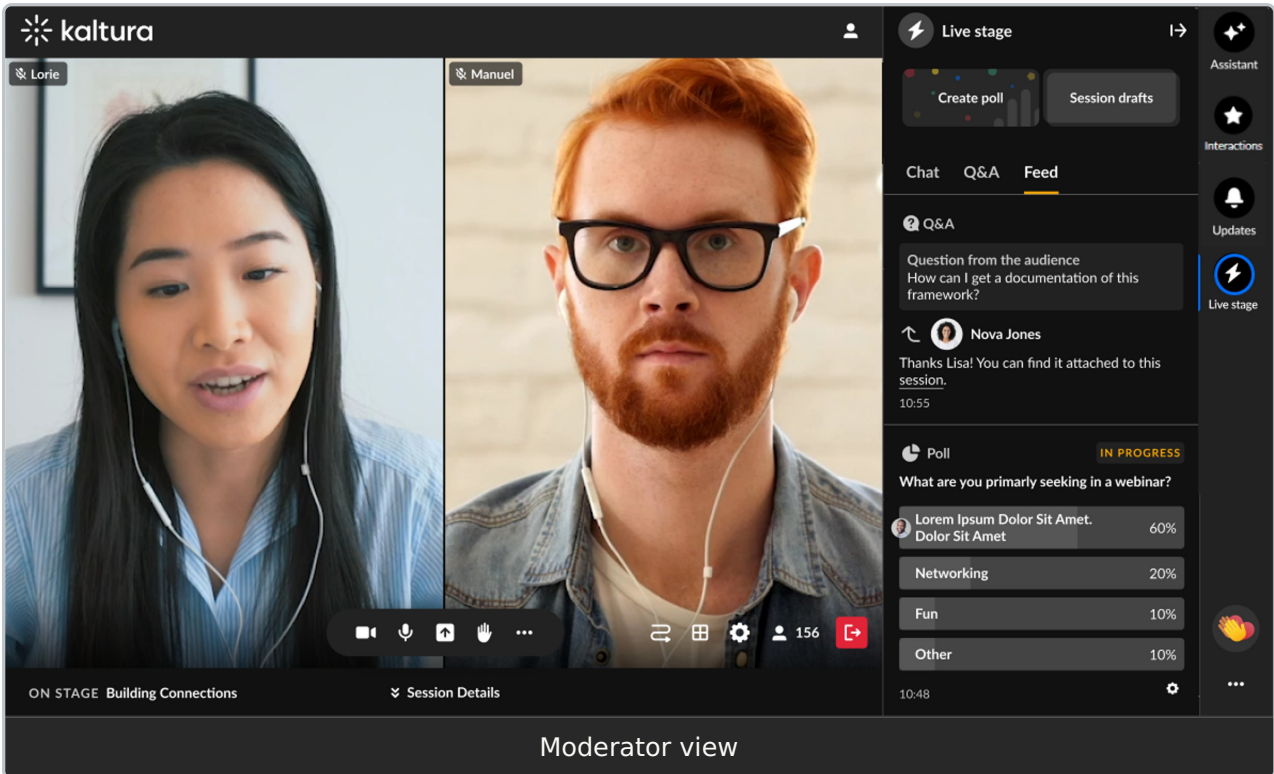 kaltura
Lorie
Manuel
156
ON STAGE Building Connections
Session Details
Live stage
Create poll
Session drafts
Chat
Q&A
Feed
Q&A
Question from the audience
How can I get a documentation of this
framework?
Nova Jones
Thanks Lisa! You can find it attached to this
session.
10:55
Poll
IN PROGRESS
What are you primarly seeking in a webinar?
Lorem Ipsum Dolor Sit Amet.
Dolor Sit Amet
60%
Networking
20%
Fun
10%
Other
10%
10:48
Assistant
Interactions
Updates
Live stage
Moderator view